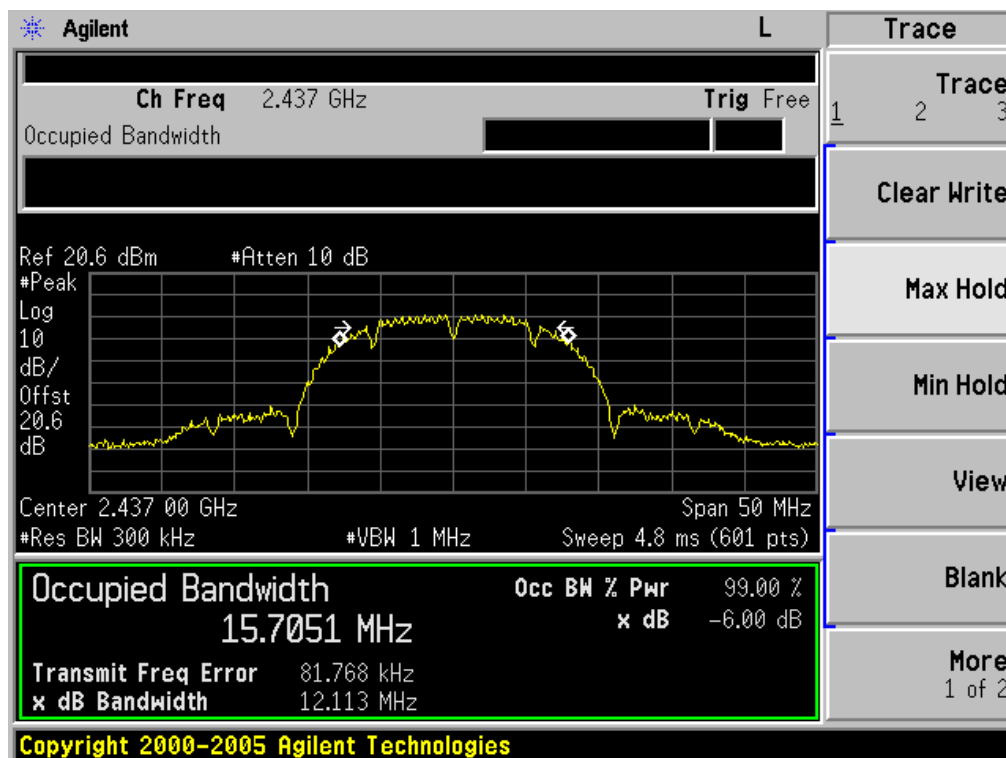 Agilent L Trace
Ch Freq 2.437 GHz Trig Free
Occupied Bandwidth
Trace
1 2 3
Clear Write
Max Hold
Min Hold
View
Blank
More
1 of 2
Ref 20.6 dBm #Atten 10 dB
#Peak
Log
10
dB/
Offst
20.6
dB
Center 2.437 00 GHz Span 50 MHz
#Res BW 300 kHz #VBW 1 MHz Sweep 4.8 ms (601 pts)
Occupied Bandwidth Occ BW % Pwr 99.00 %
15.7051 MHz x dB -6.00 dB
Transmit Freq Error 81.768 kHz
x dB Bandwidth 12.113 MHz
Copyright 2000-2005 Agilent Technologies